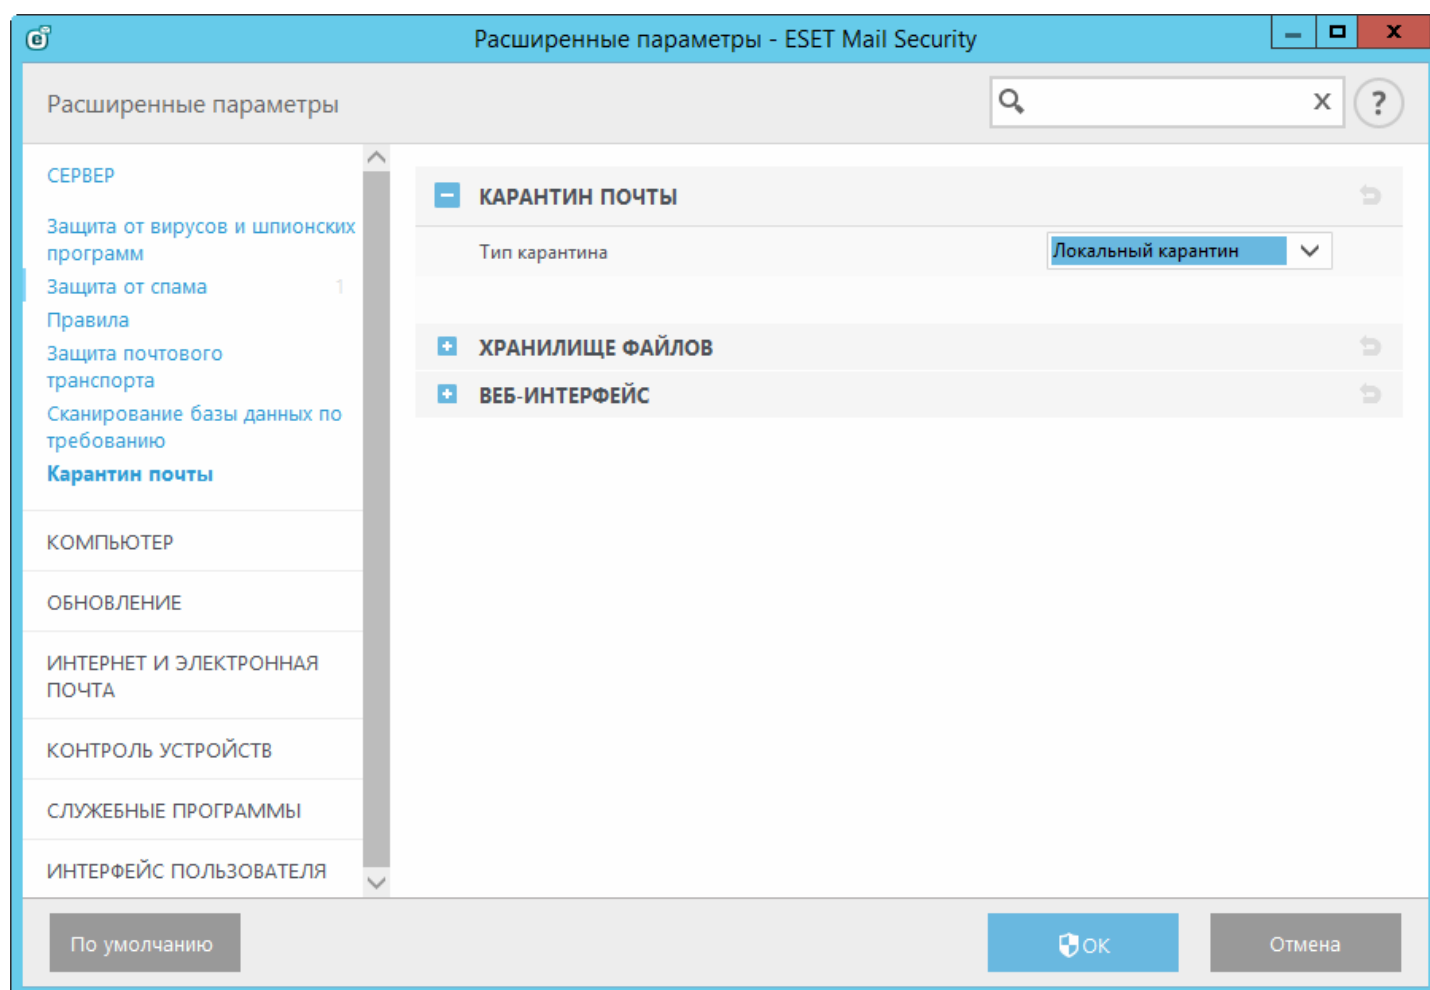 Расширенные параметры - ESET Mail Security
Расширенные параметры
СЕРВЕР
Защита от вирусов и шпионских
программ
Защита от спама 1
Правила
Защита почтового
транспорта
Сканирование базы данных по
требованию
Карантин почты
КОМПЬЮТЕР
ОБНОВЛЕНИЕ
ИНТЕРНЕТ И ЭЛЕКТРОННАЯ
ПОЧТА
КОНТРОЛЬ УСТРОЙСТВ
СЛУЖЕБНЫЕ ПРОГРАММЫ
ИНТЕРФЕЙС ПОЛЬЗОВАТЕЛЯ
КАРАНТИН ПОЧТЫ
Тип карантина Локальный карантин
ХРАНИЛИЩЕ ФАЙЛОВ
ВЕБ-ИНТЕРФЕЙС
По умолчанию
ОК
Отмена